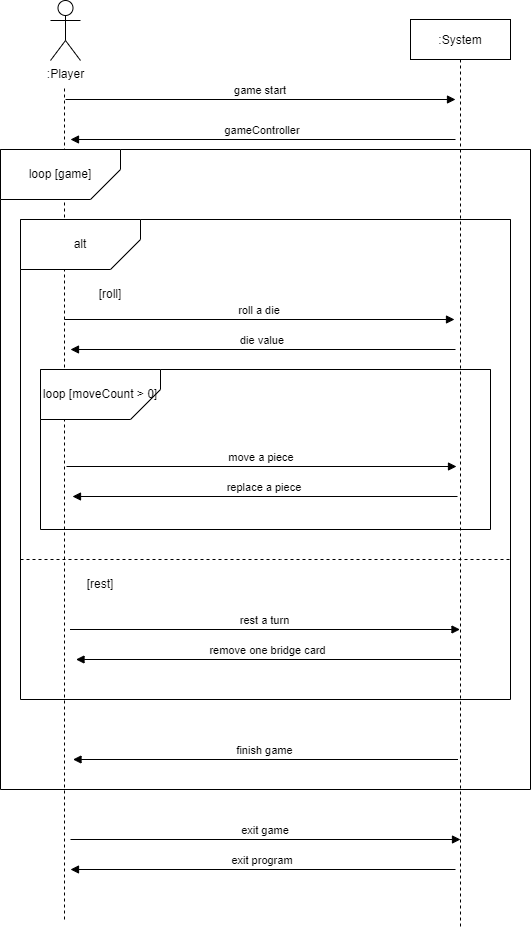 :Player
:System
game start
gameController
loop [game]
alt
[roll]
roll a die
die value
loop [moveCount > 0]
move a piece
replace a piece
[rest]
rest a turn
remove one bridge card
finish game
exit game
exit program